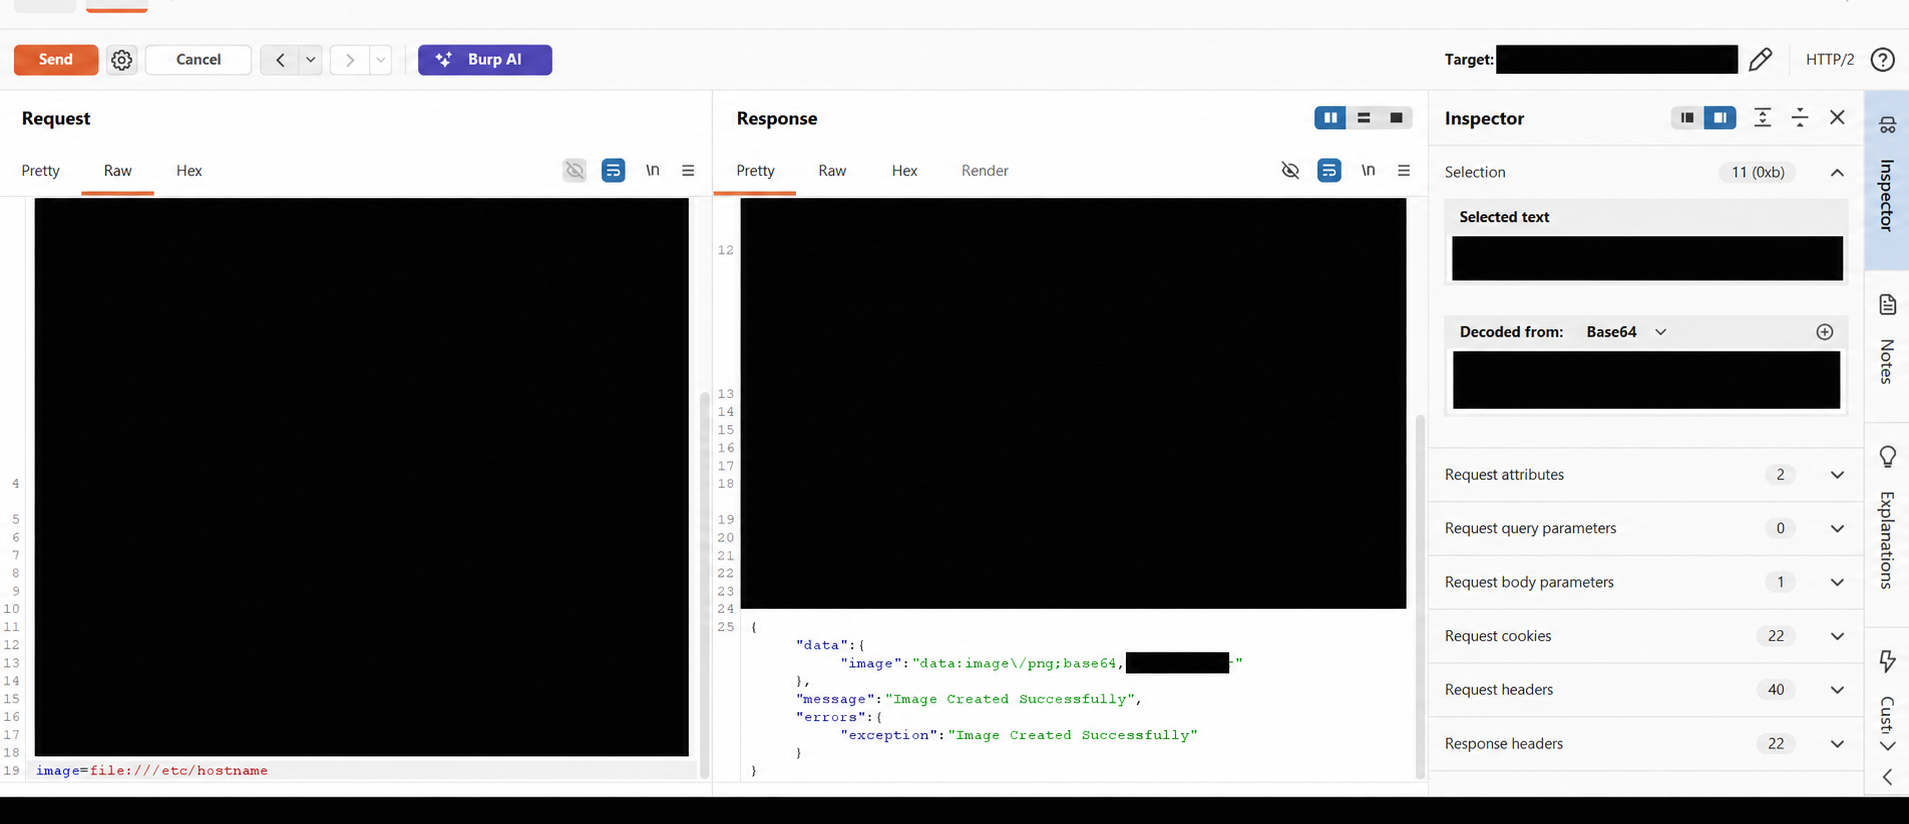 Send
Cancel
Burp AI
Target:
HTTP/2
Request
Pretty
Raw
Hex
\n
4
5
6
7
8
9
10
11
12
13
14
15
16
17
18
19 image=file:///etc/hostname
Response
Pretty
Raw
Hex
Render
\n
12
13
14
15
16
17
18
19
20
21
22
23
24
25 {
"data":{
"image":"data:image\/png;base64,"
},
"message":"Image Created Successfully",
"errors":{
"exception":"Image Created Successfully"
}
}
Inspector
Selection 11 (0xb)
Selected text
Decoded from: Base64
Request attributes 2
Request query parameters 0
Request body parameters 1
Request cookies 22
Request headers 40
Response headers 22
Inspector
Notes
Explanations